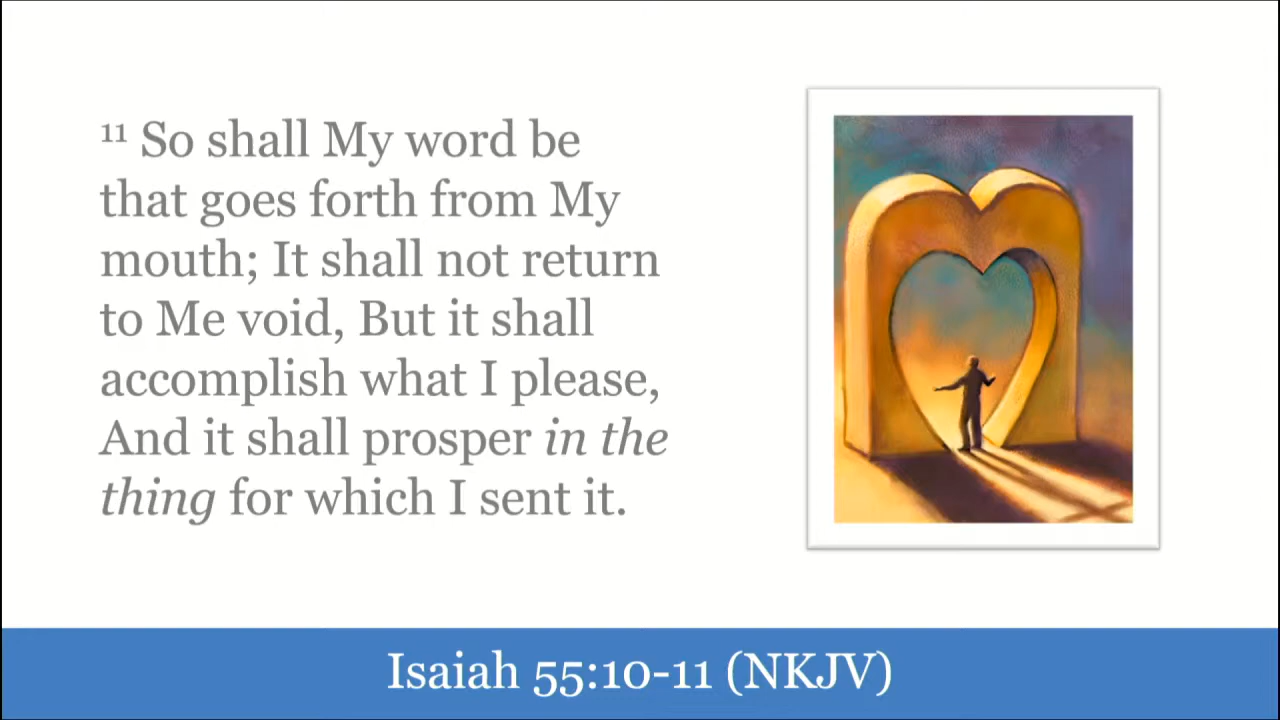 ¹¹ So shall My word be
that goes forth from My
mouth; It shall not return
to Me void, But it shall
accomplish what I please,
And it shall prosper in the
thing for which I sent it.
Isaiah 55:10-11 (NKJV)